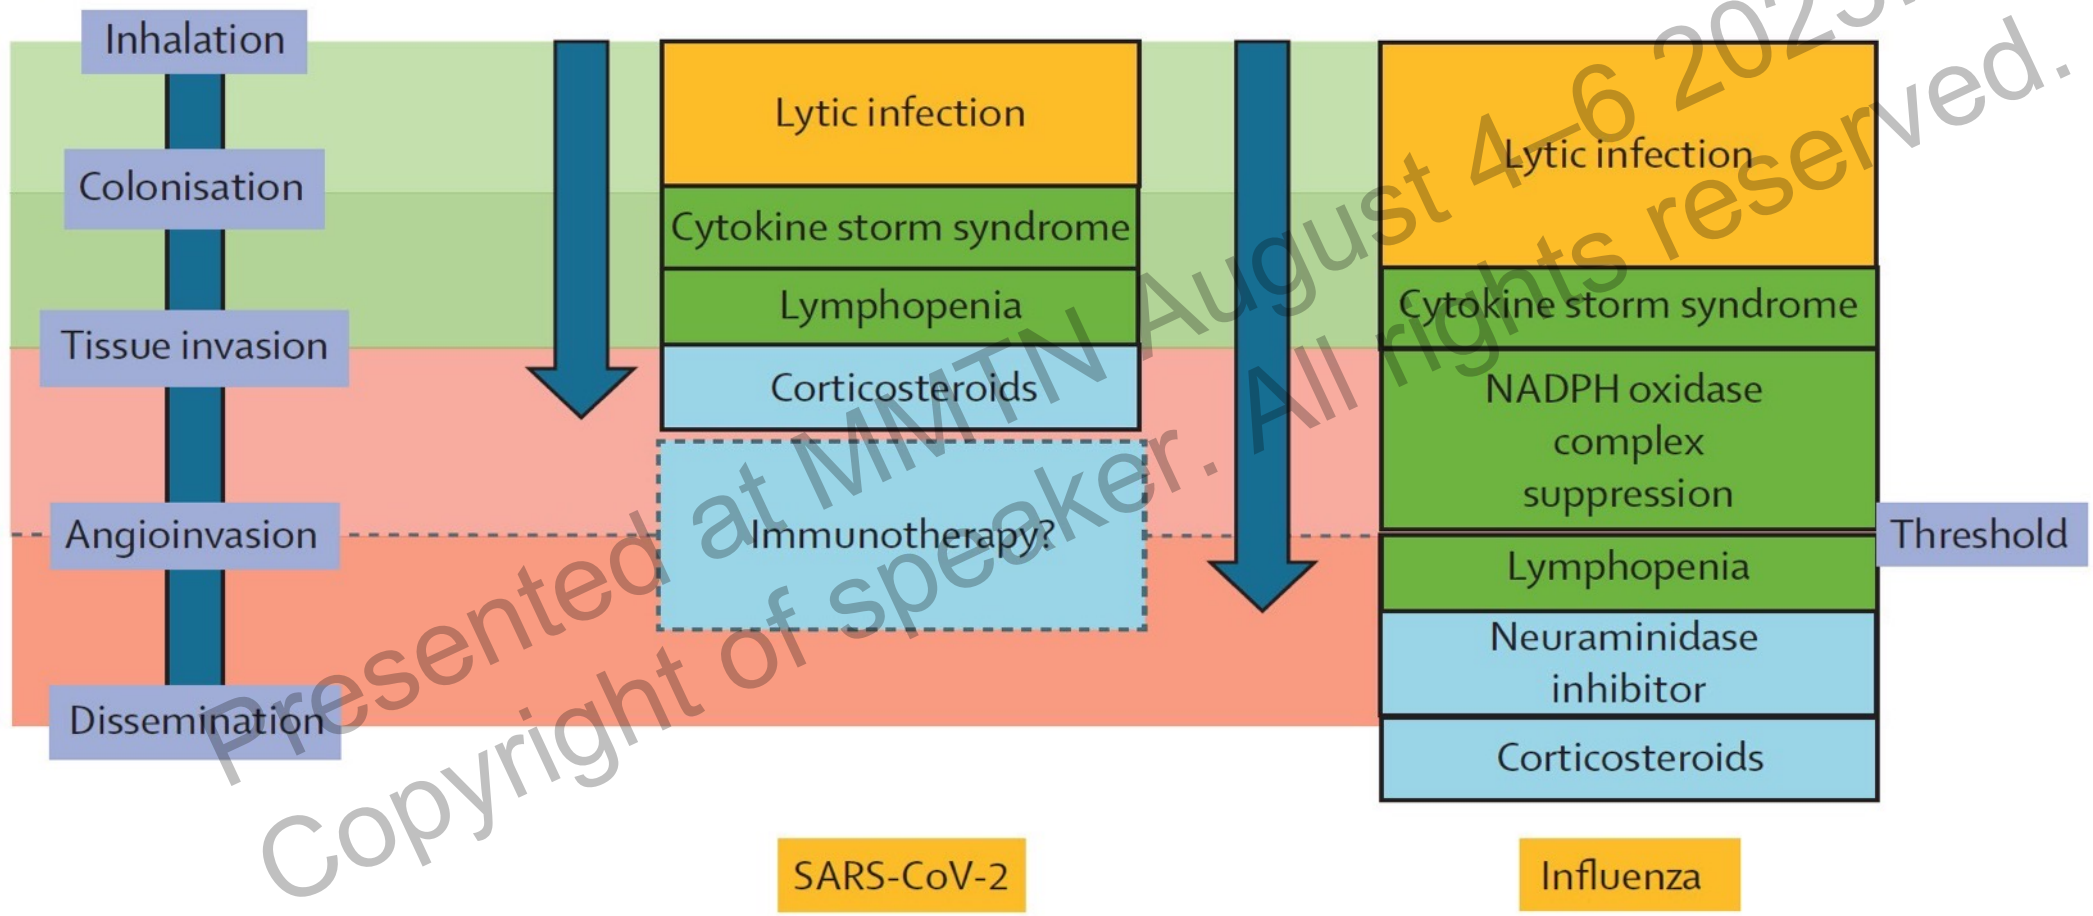 Inhalation
Colonisation
Tissue invasion
Angioinvasion
Dissemination
Lytic infection
Cytokine storm syndrome
Lymphopenia
Corticosteroids
Immunotherapy?
SARS-CoV-2
Lytic infection
Cytokine storm syndrome
NADPH oxidase
complex
suppression
Lymphopenia
Neuraminidase
inhibitor
Corticosteroids
Influenza
Threshold
Presented at MMTN August 4–6 2023.
Copyright of speaker. All rights reserved.